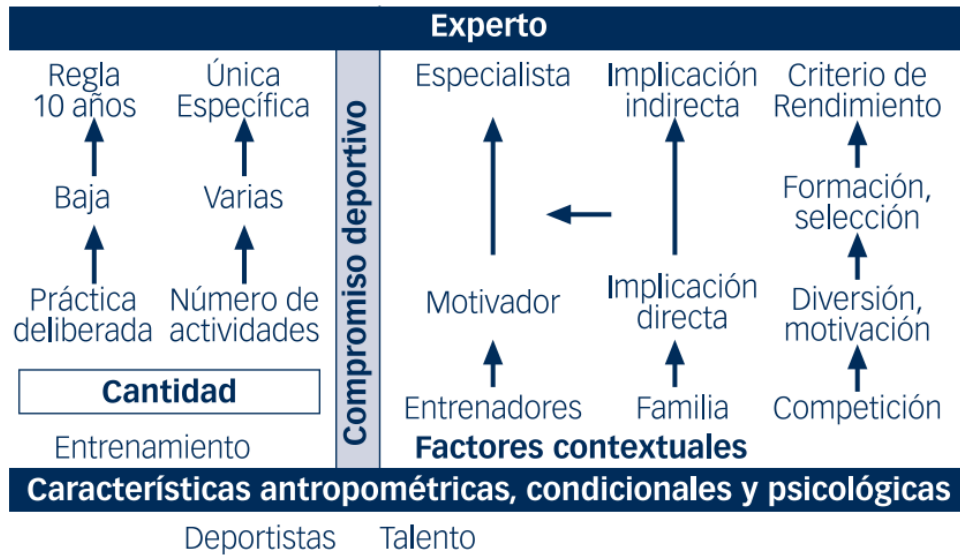 Experto
Regla
10 años
Única
Específica
Baja
Varias
Práctica
deliberada
Número de
actividades
Cantidad
Entrenamiento
Compromiso deportivo
Especialista
Implicación
indirecta
Criterio de
Rendimiento
Formación,
selección
Motivador
Implicación
directa
Diversión,
motivación
Entrenadores
Familia
Competición
Factores contextuales
Características antropométricas, condicionales y psicológicas
Deportistas
Talento